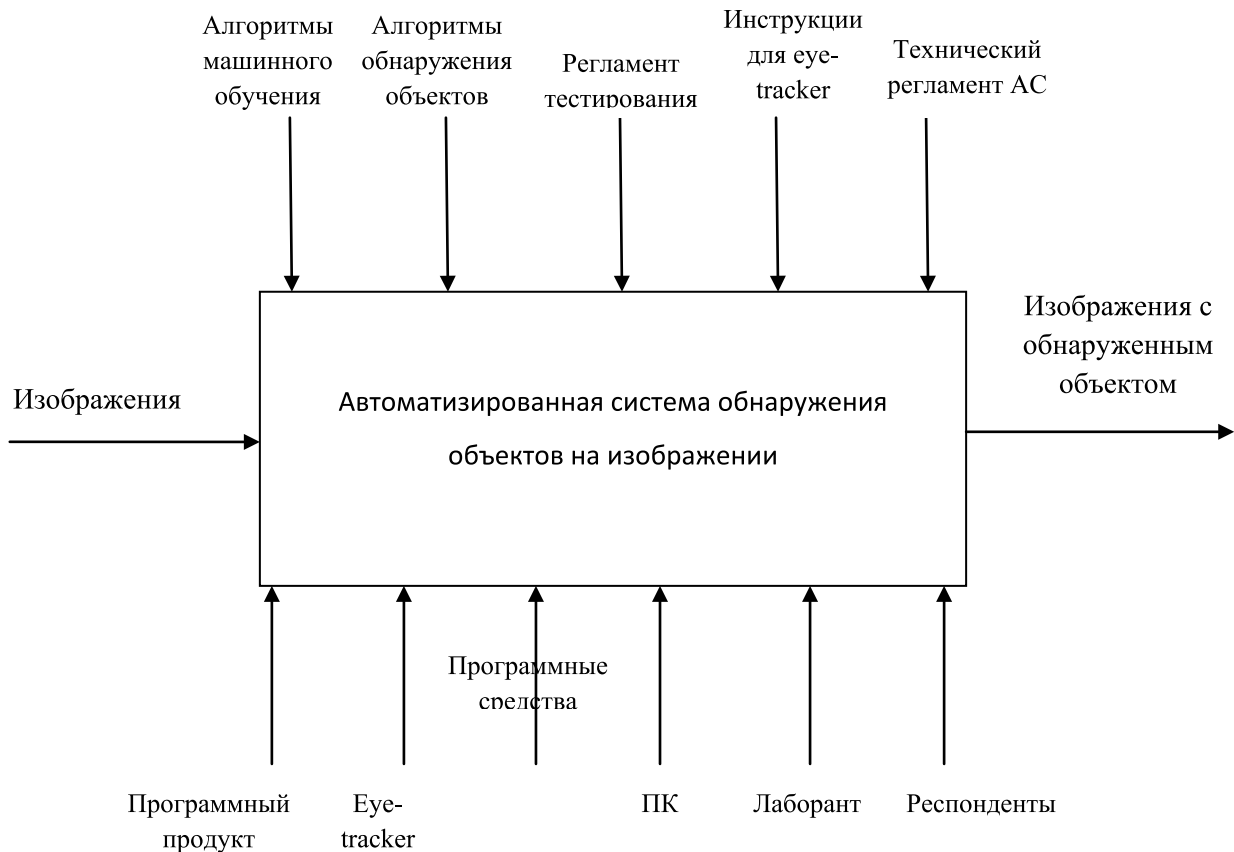 Алгоритмы
машинного
обучения
Алгоритмы
обнаружения
объектов
Регламент
тестирования
Инструкции
для eye-
tracker
Технический
регламент АС
Изображения
Автоматизированная система обнаружения
объектов на изображении
Изображения с
обнаруженным
объектом
Программные
средства
Программный
продукт
Eye-
tracker
ПК
Лаборант
Респонденты